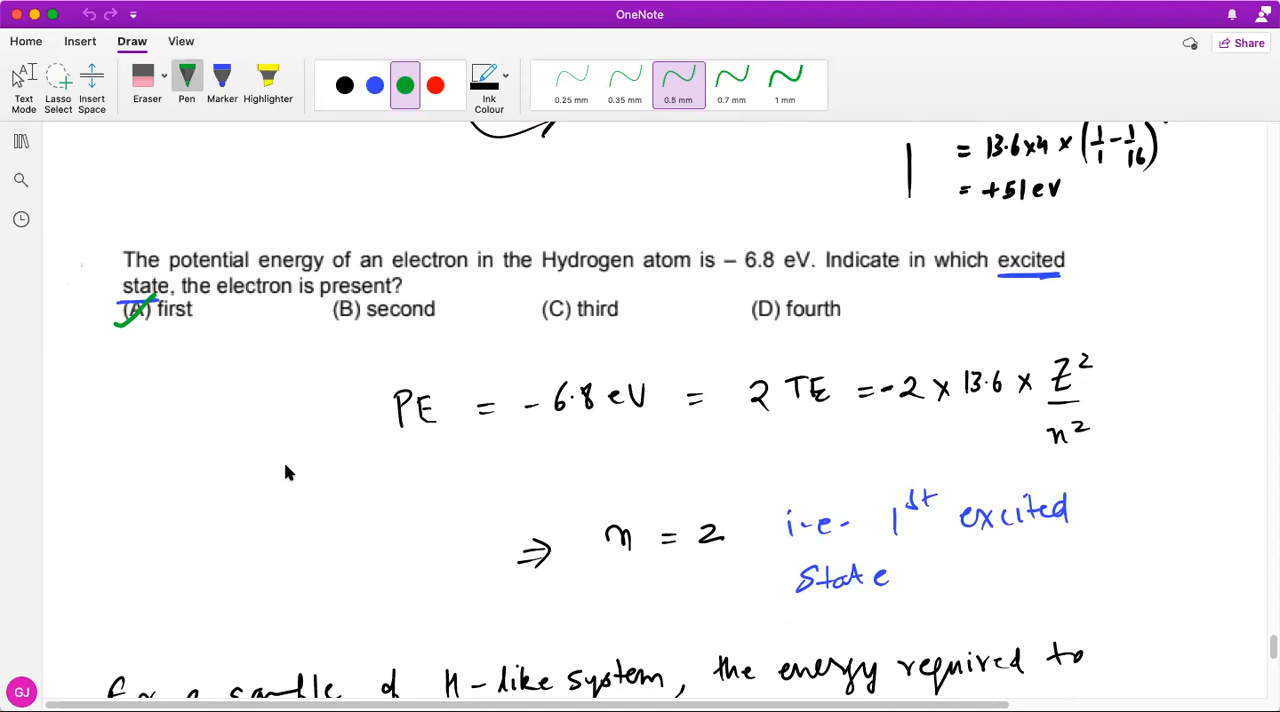 OneNote
Home Insert Draw View
Share
Text Mode
Lasso Select
Insert Space
Eraser
Pen
Marker
Highlighter
Ink Colour
0.25 mm 0.35 mm 0.5 mm 0.7 mm 1 mm
= 13.6×4 × (1/1 - 1/16)
= +51 eV
The potential energy of an electron in the Hydrogen atom is – 6.8 eV. Indicate in which excited
state, the electron is present?
(A) first (B) second (C) third (D) fourth
PE = - 6.8 eV = 2 TE = -2 × 13.6 × Z²/n²
⇒ n = 2 i.e. 1st excited
State
for a sample of H-like system, the energy required to
GJ